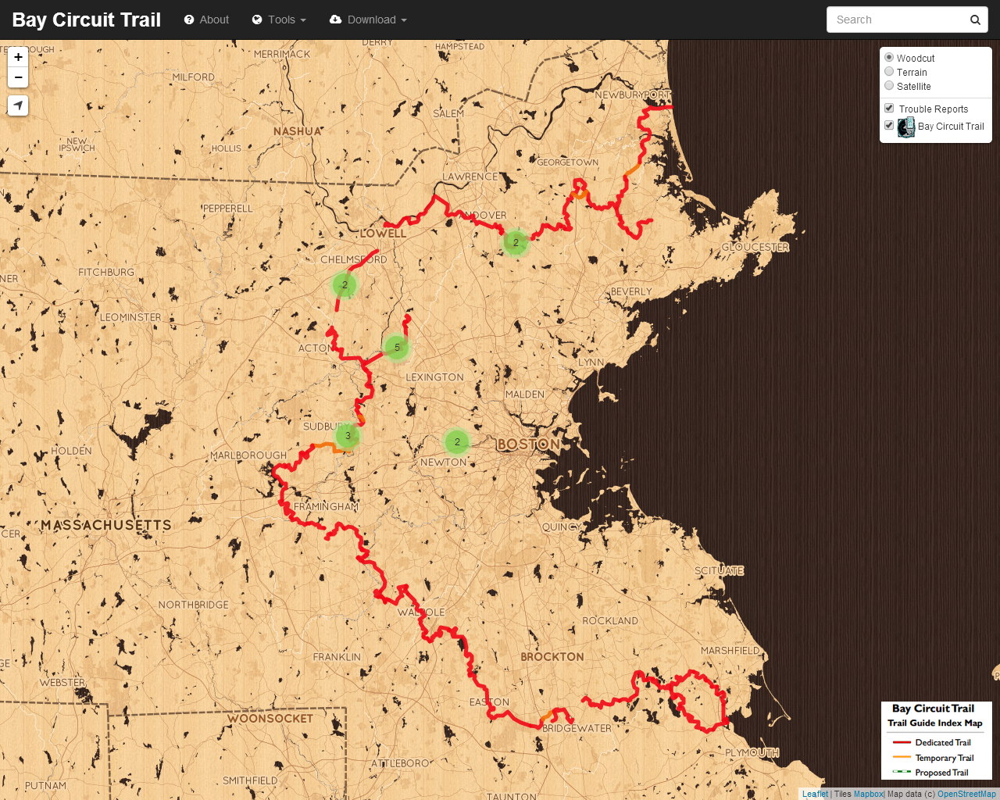 Bay Circuit Trail
About
Tools
Download
Search
+
−
Woodcut
Terrain
Satellite
Trouble Reports
Bay Circuit Trail
DERRY
HAMPSTEAD
MERRIMACK
MILFORD
NEWBURYPORT
SALEM
NASHUA
NEW
IPSWICH
HOLLIS
GEORGETOWN
LAWRENCE
PEPPERELL
ANDOVER
LOWELL
2
GLOUCESTER
CHELMSFORD
FITCHBURG
NER
2
BEVERLY
LEOMINSTER
ACTON
5
LYNN
LEXINGTON
MALDEN
SUDBURY
3
2
BOSTON
HOLDEN
MARLBOROUGH
NEWTON
FRAMINGHAM
MASSACHUSETTS
QUINCY
CER
SCITUATE
NORTHBRIDGE
WALPOLE
ROCKLAND
MARSHFIELD
FRANKLIN
BROCKTON
GE
WEBSTER
EASTON
WOONSOCKET
BRIDGEWATER
PLYMOUTH
ATTLEBORO
SMITHFIELD
PUTNAM
TAUNTON
Bay Circuit Trail
Trail Guide Index Map
Dedicated Trail
Temporary Trail
Proposed Trail
Leaflet | Tiles Mapbox| Map data (c) OpenStreetMap